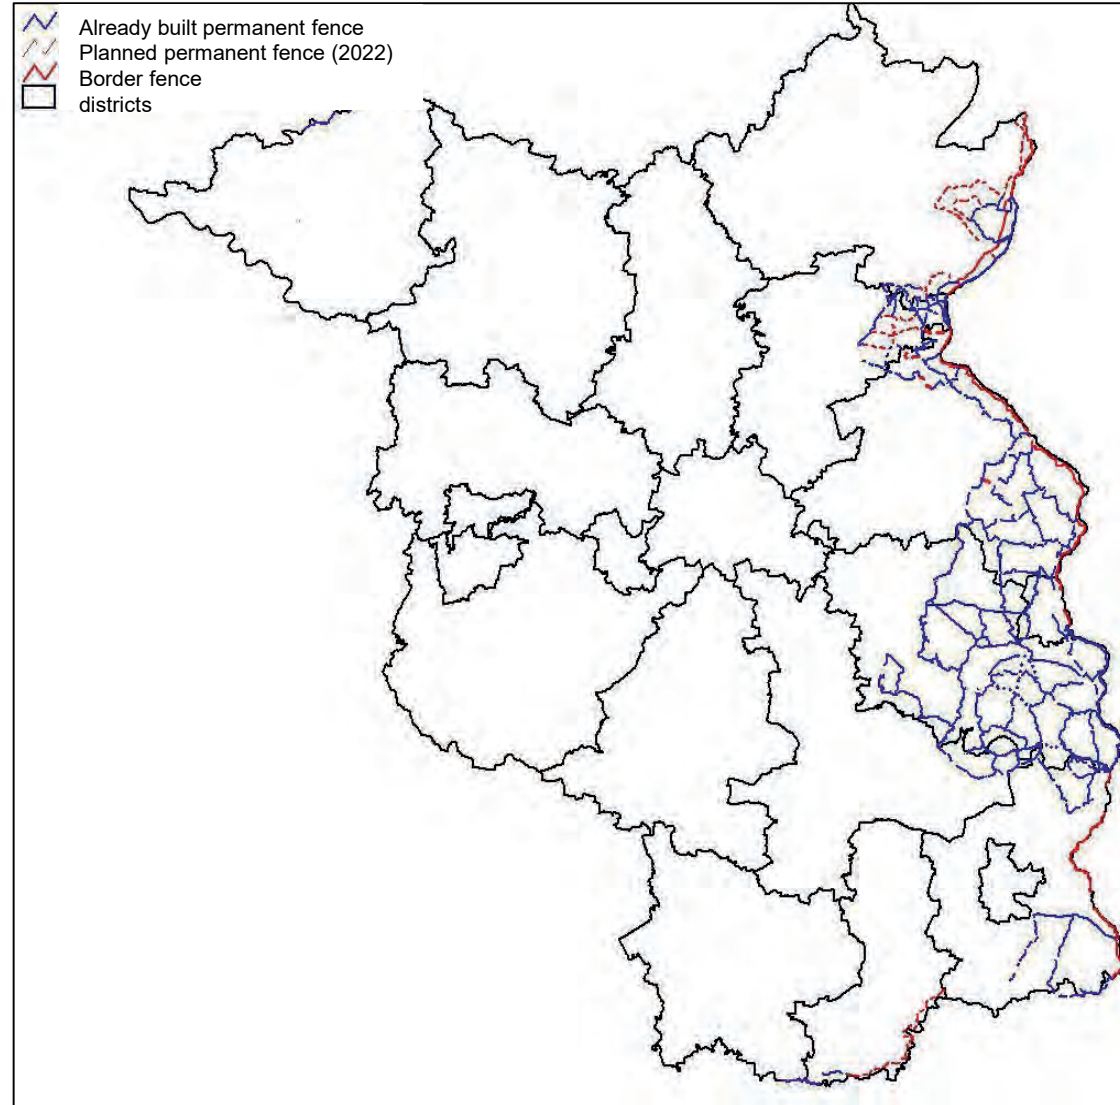 Already built permanent fence
Planned permanent fence (2022)
Border fence
districts